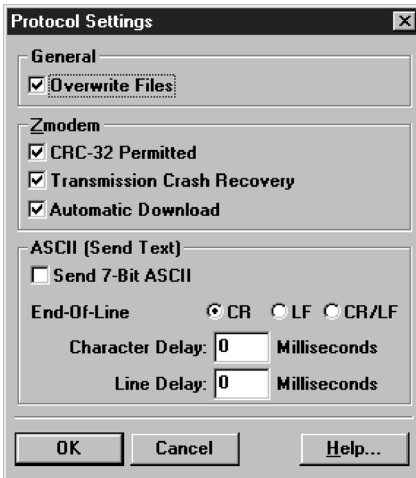 Protocol Settings
General
Overwrite Files
Zmodem
CRC-32 Permitted
Transmission Crash Recovery
Automatic Download
ASCII (Send Text)
Send 7-Bit ASCII
End-Of-Line CR LF CR/LF
Character Delay: 0 Milliseconds
Line Delay: 0 Milliseconds
OK Cancel Help...